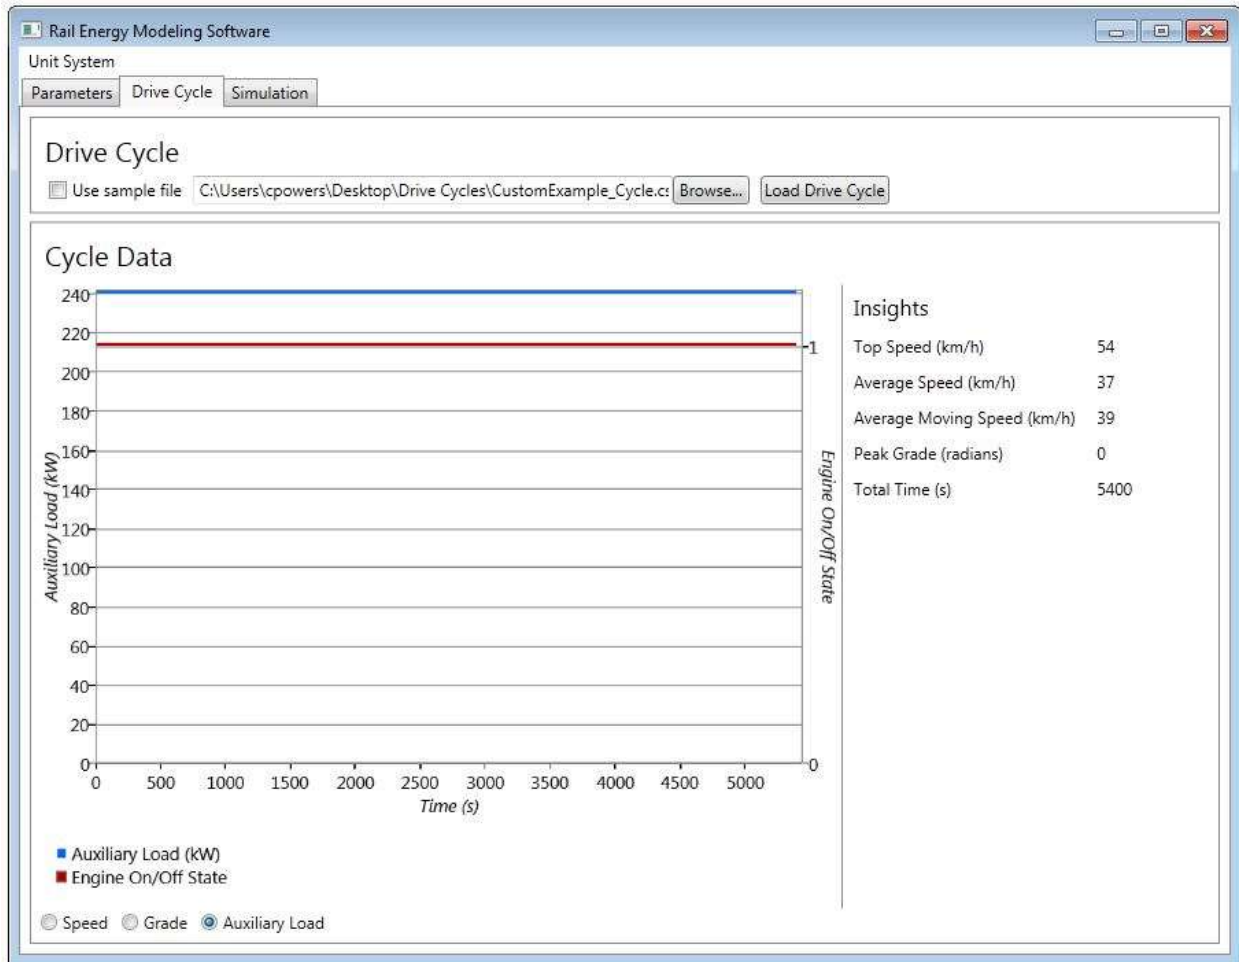 Rail Energy Modeling Software
Unit System
Parameters Drive Cycle Simulation
Drive Cycle
Use sample file C:\Users\cpowers\Desktop\Drive Cycles\CustomExample_Cycle.cs Browse... Load Drive Cycle
Cycle Data
240
220
200
180
160
140
120
100
80
60
40
20
0
Auxiliary Load (kW)
1
0
Engine On/Off State
0 500 1000 1500 2000 2500 3000 3500 4000 4500 5000
Time (s)
Auxiliary Load (kW)
Engine On/Off State
Speed Grade Auxiliary Load
Insights
Top Speed (km/h) 54
Average Speed (km/h) 37
Average Moving Speed (km/h) 39
Peak Grade (radians) 0
Total Time (s) 5400